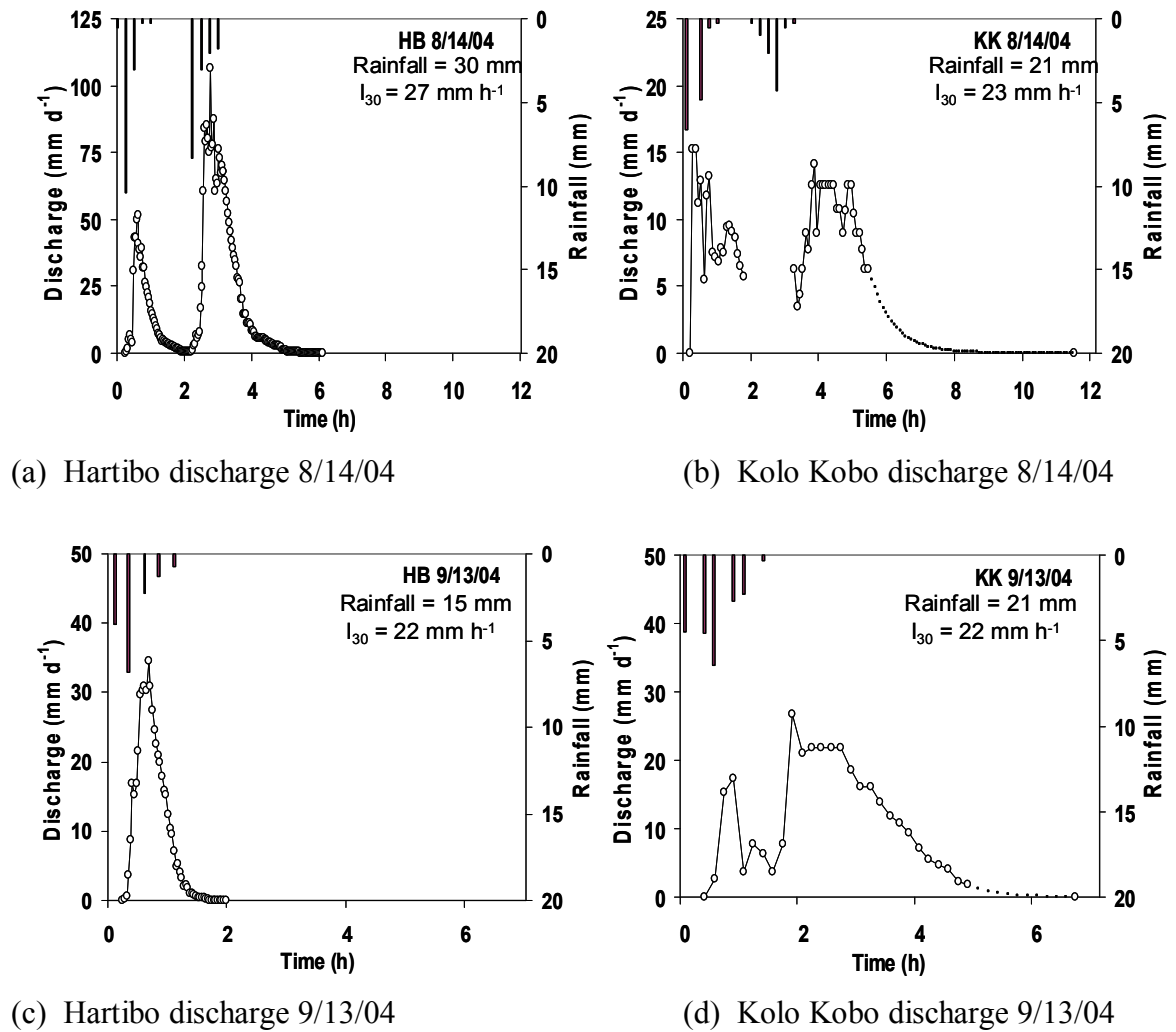 HB 8/14/04
Rainfall = 30 mm
I30 = 27 mm h-1
Discharge (mm d-1)
125
100
75
50
25
0
0
5
10
15
20
Rainfall (mm)
0 2 4 6 8 10 12
Time (h)
(a) Hartibo discharge 8/14/04
KK 8/14/04
Rainfall = 21 mm
I30 = 23 mm h-1
Discharge (mm d-1)
25
20
15
10
5
0
0
5
10
15
20
Rainfall (mm)
0 2 4 6 8 10 12
Time (h)
(b) Kolo Kobo discharge 8/14/04
HB 9/13/04
Rainfall = 15 mm
I30 = 22 mm h-1
Discharge (mm d-1)
50
40
30
20
10
0
0
5
10
15
20
Rainfall (mm)
0 2 4 6
Time (h)
(c) Hartibo discharge 9/13/04
KK 9/13/04
Rainfall = 21 mm
I30 = 22 mm h-1
Discharge (mm d-1)
50
40
30
20
10
0
0
5
10
15
20
Rainfall (mm)
0 2 4 6
Time (h)
(d) Kolo Kobo discharge 9/13/04